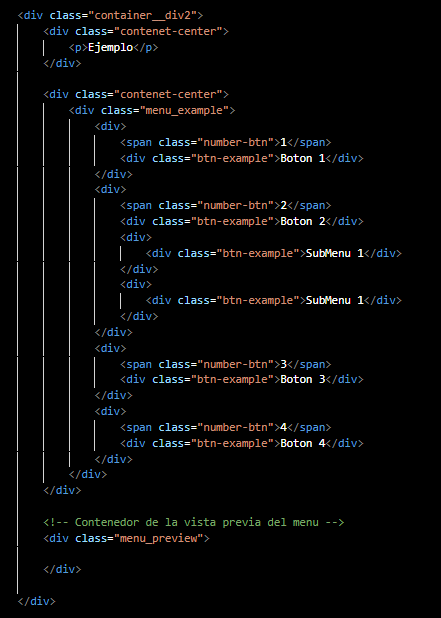 <div class="container__div2">
<div class="contenet-center">
<p>Ejemplo</p>
</div>
<div class="contenet-center">
<div class="menu_example">
<div>
<span class="number-btn">1</span>
<div class="btn-example">Boton 1</div>
</div>
<div>
<span class="number-btn">2</span>
<div class="btn-example">Boton 2</div>
<div>
<div class="btn-example">SubMenu 1</div>
</div>
<div>
<div class="btn-example">SubMenu 1</div>
</div>
</div>
<div>
<span class="number-btn">3</span>
<div class="btn-example">Boton 3</div>
</div>
<div>
<span class="number-btn">4</span>
<div class="btn-example">Boton 4</div>
</div>
</div>
</div>
<!-- Contenedor de la vista previa del menu -->
<div class="menu_preview">
</div>
</div>